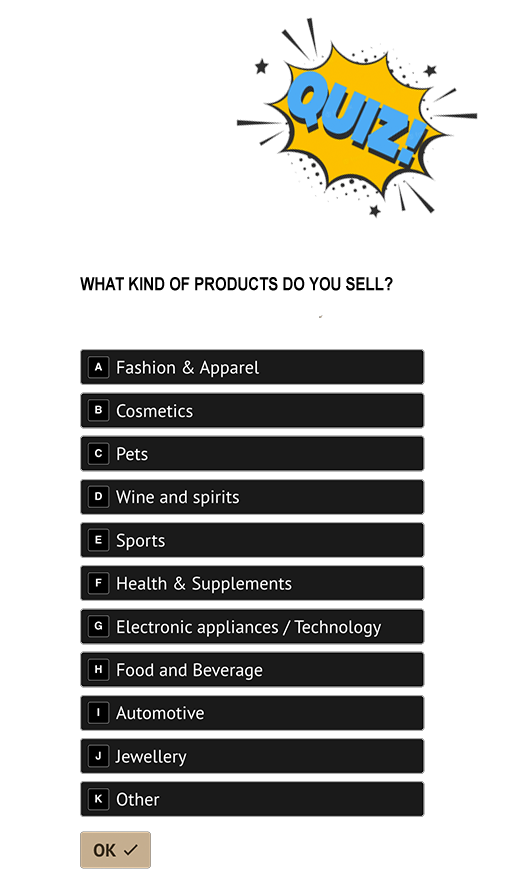 QUIZ!
WHAT KIND OF PRODUCTS DO YOU SELL?
A Fashion & Apparel
B Cosmetics
C Pets
D Wine and spirits
E Sports
F Health & Supplements
G Electronic appliances / Technology
H Food and Beverage
I Automotive
J Jewellery
K Other
OK ✓